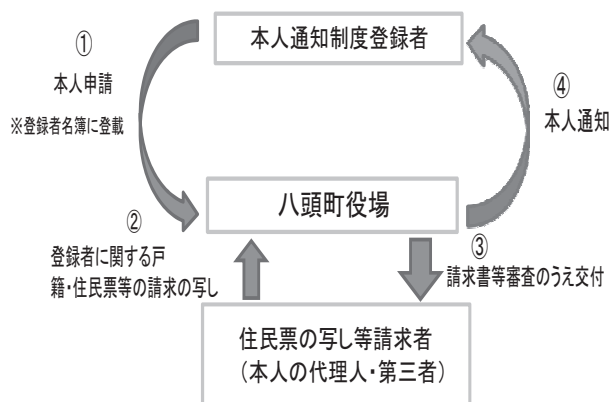 ①
本人申請
※登録者名簿に登載
本人通知制度登録者
④
本人通知
八頭町役場
②
登録者に関する戸
籍・住民票等の請求の写し
③
請求書等審査のうえ交付
住民票の写し等請求者
(本人の代理人・第三者)